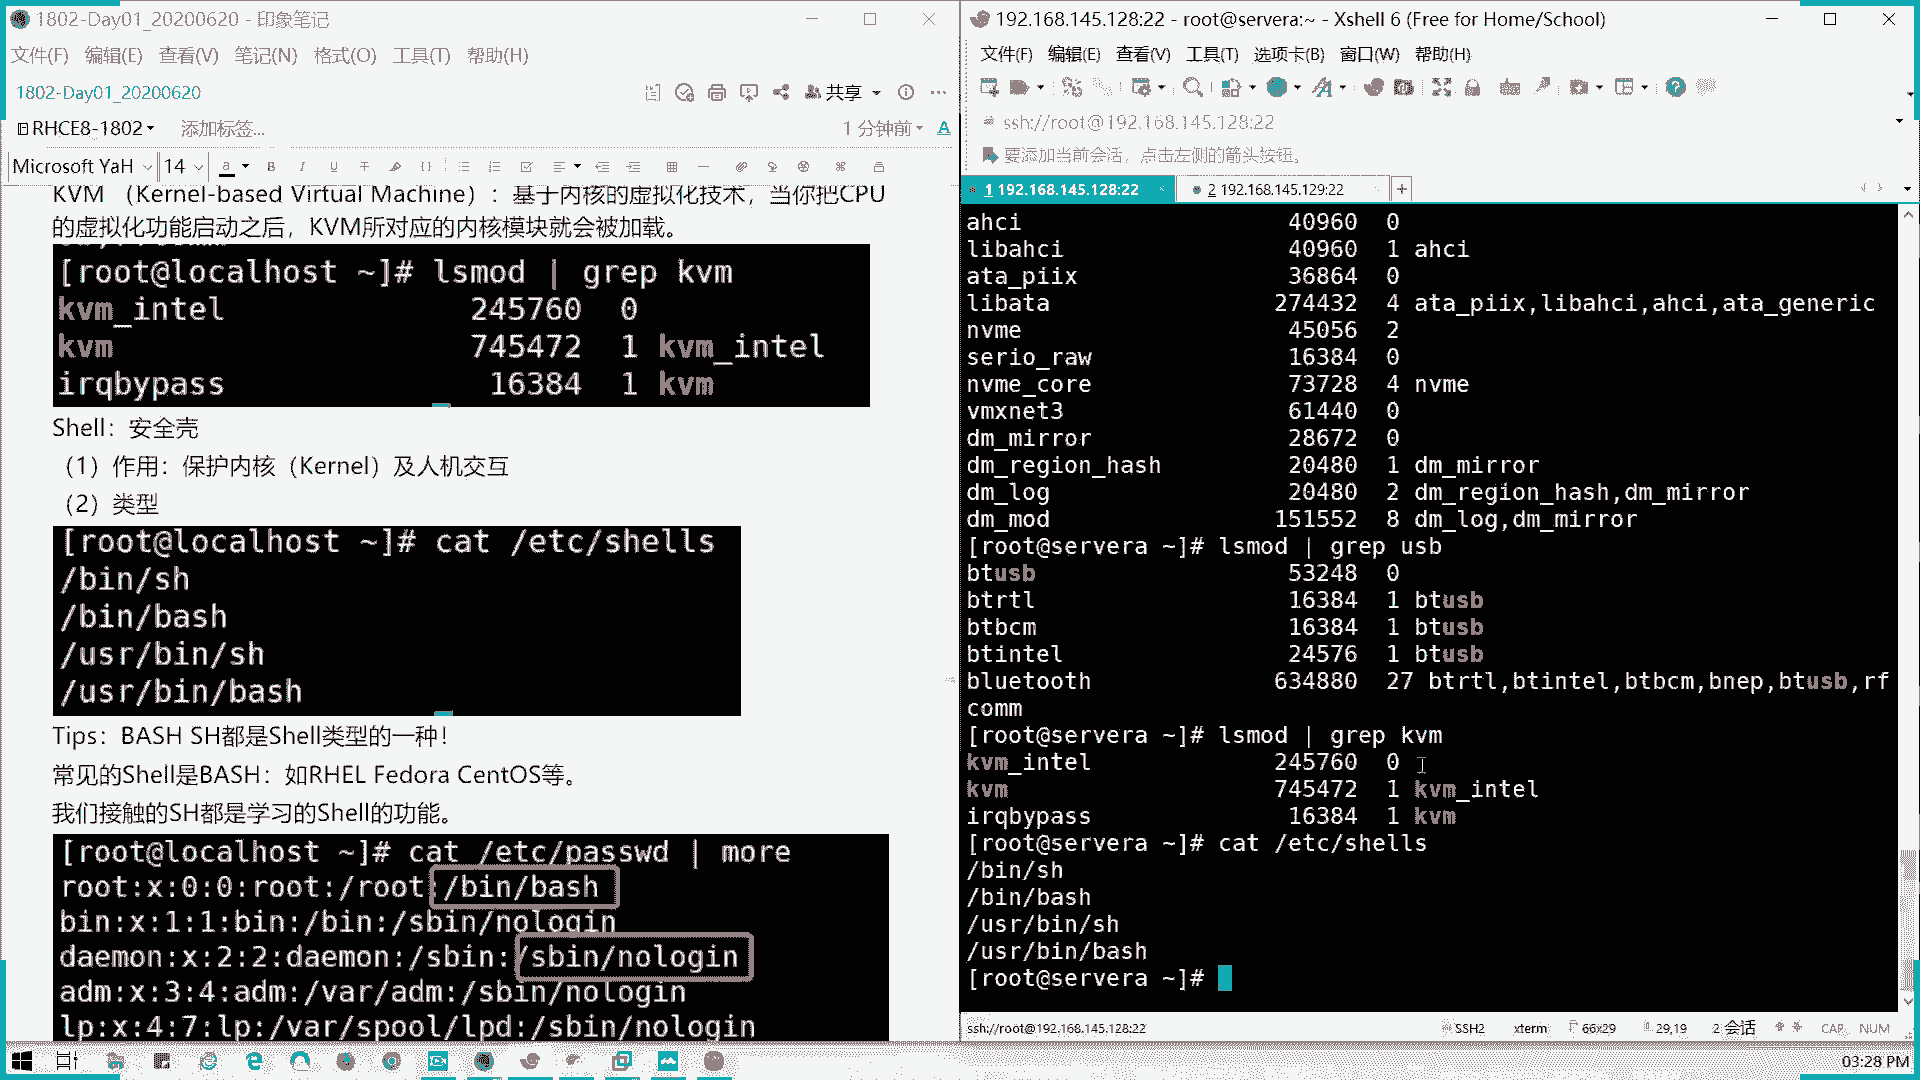 1802-Day01_20200620 - 印象笔记
文件(F) 编辑(E) 查看(V) 笔记(N) 格式(O) 工具(T) 帮助(H)
1802-Day01_20200620
共享
RHCE8-1802 添加标签...
1 分钟前
Microsoft YaH 14
KVM （Kernel-based Virtual Machine）：基于内核的虚拟化技术，当你把CPU
的虚拟化功能启动之后，KVM所对应的内核模块就会被加载。
[root@localhost ~]# lsmod | grep kvm
kvm_intel 245760 0
kvm 745472 1 kvm_intel
irqbypass 16384 1 kvm
Shell：安全壳
（1）作用：保护内核（Kernel）及人机交互
（2）类型
[root@localhost ~]# cat /etc/shells
/bin/sh
/bin/bash
/usr/bin/sh
/usr/bin/bash
Tips：BASH SH都是Shell类型的一种！
常见的Shell是BASH：如RHEL Fedora CentOS等。
我们接触的SH都是学习的Shell的功能。
[root@localhost ~]# cat /etc/passwd | more
root:x:0:0:root:/root:/bin/bash
bin:x:1:1:bin:/bin:/sbin/nologin
daemon:x:2:2:daemon:/sbin:/sbin/nologin
adm:x:3:4:adm:/var/adm:/sbin/nologin
lp:x:4:7:lp:/var/spool/lpd:/sbin/nologin
192.168.145.128:22 - root@servera:~ - Xshell 6 (Free for Home/School)
文件(F) 编辑(E) 查看(V) 工具(T) 选项卡(B) 窗口(W) 帮助(H)
ssh://root@192.168.145.128:22
要添加当前会话，点击左侧的箭头按钮。
1 192.168.145.128:22 2 192.168.145.129:22
ahci 40960 0
libahci 40960 1 ahci
ata_piix 36864 0
libata 274432 4 ata_piix,libahci,ahci,ata_generic
nvme 45056 2
serio_raw 16384 0
nvme_core 73728 4 nvme
vmxnet3 61440 0
dm_mirror 28672 0
dm_region_hash 20480 1 dm_mirror
dm_log 20480 2 dm_region_hash,dm_mirror
dm_mod 151552 8 dm_log,dm_mirror
[root@servera ~]# lsmod | grep usb
btusb 53248 0
btrtl 16384 1 btusb
btbcm 16384 1 btusb
btintel 24576 1 btusb
bluetooth 634880 27 btrtl,btintel,btbcm,bnep,btusb,rf
comm
[root@servera ~]# lsmod | grep kvm
kvm_intel 245760 0
kvm 745472 1 kvm_intel
irqbypass 16384 1 kvm
[root@servera ~]# cat /etc/shells
/bin/sh
/bin/bash
/usr/bin/sh
/usr/bin/bash
[root@servera ~]#
ssh://root@192.168.145.128:22 SSH2 xterm 66x29 29,19 2 会话 CAP NUM
03:28 PM